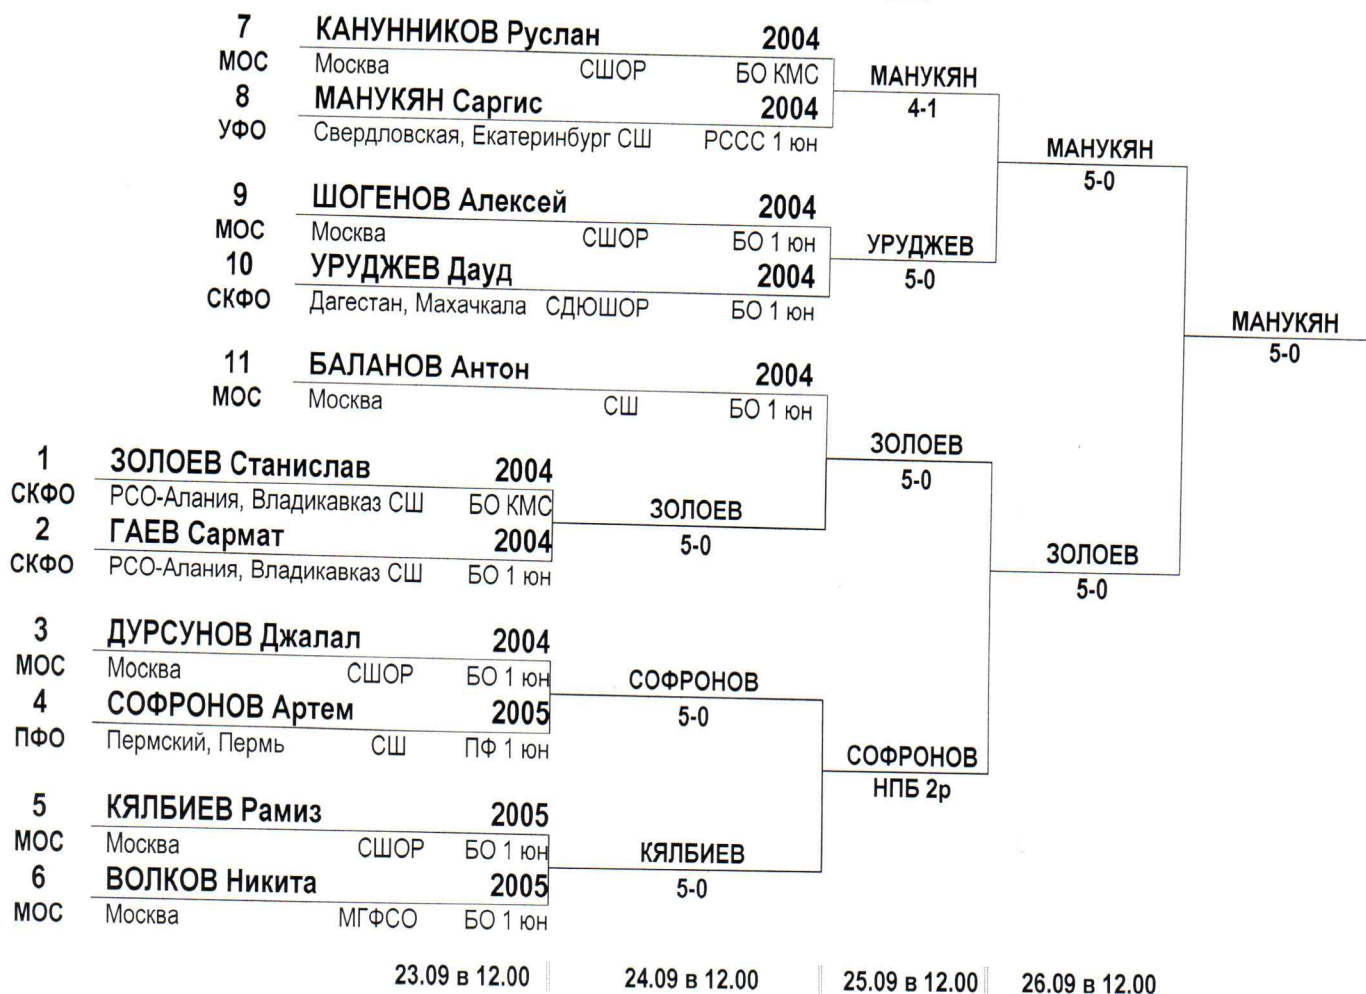 7 КАНУННИКОВ Руслан 2004
МОС Москва СШОР БО КМС
МАНУКЯН
4-1
8 МАНУКЯН Саргис 2004
УФО Свердловская, Екатеринбург СШ РССС 1 юн
МАНУКЯН
5-0
9 ШОГЕНОВ Алексей 2004
МОС Москва СШОР БО 1 юн
УРУДЖЕВ
5-0
10 УРУДЖЕВ Дауд 2004
СКФО Дагестан, Махачкала СДЮШОР БО 1 юн
МАНУКЯН
5-0
11 БАЛАНОВ Антон 2004
МОС Москва СШ БО 1 юн
ЗОЛОЕВ
5-0
1 ЗОЛОЕВ Станислав 2004
СКФО РСО-Алания, Владикавказ СШ БО КМС
ЗОЛОЕВ
5-0
2 ГАЕВ Сармат 2004
СКФО РСО-Алания, Владикавказ СШ БО 1 юн
ЗОЛОЕВ
5-0
3 ДУРСУНОВ Джалал 2004
МОС Москва СШОР БО 1 юн
СОФРОНОВ
5-0
4 СОФРОНОВ Артем 2005
ПФО Пермский, Пермь СШ ПФ 1 юн
СОФРОНОВ
НПБ 2р
5 КЯЛБИЕВ Рамиз 2005
МОС Москва СШОР БО 1 юн
КЯЛБИЕВ
5-0
6 ВОЛКОВ Никита 2005
МОС Москва МГФСО БО 1 юн
23.09 в 12.00 24.09 в 12.00 25.09 в 12.00 26.09 в 12.00